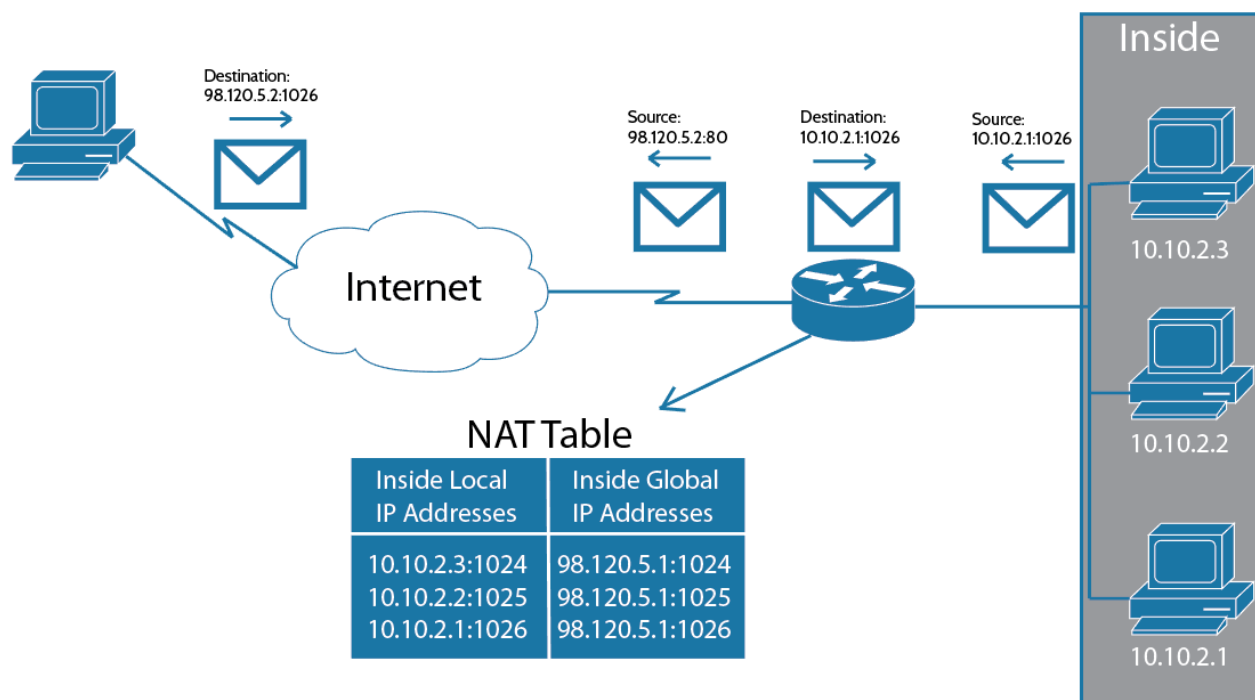 Inside
Destination:
98.120.5.2:1026
Source:
98.120.5.2:80
Destination:
10.10.2.1:1026
Source:
10.10.2.1:1026
10.10.2.3
Internet
10.10.2.2
NAT Table
Inside Local
IP Addresses
Inside Global
IP Addresses
10.10.2.3:1024
98.120.5.1:1024
10.10.2.2:1025
98.120.5.1:1025
10.10.2.1:1026
98.120.5.1:1026
10.10.2.1